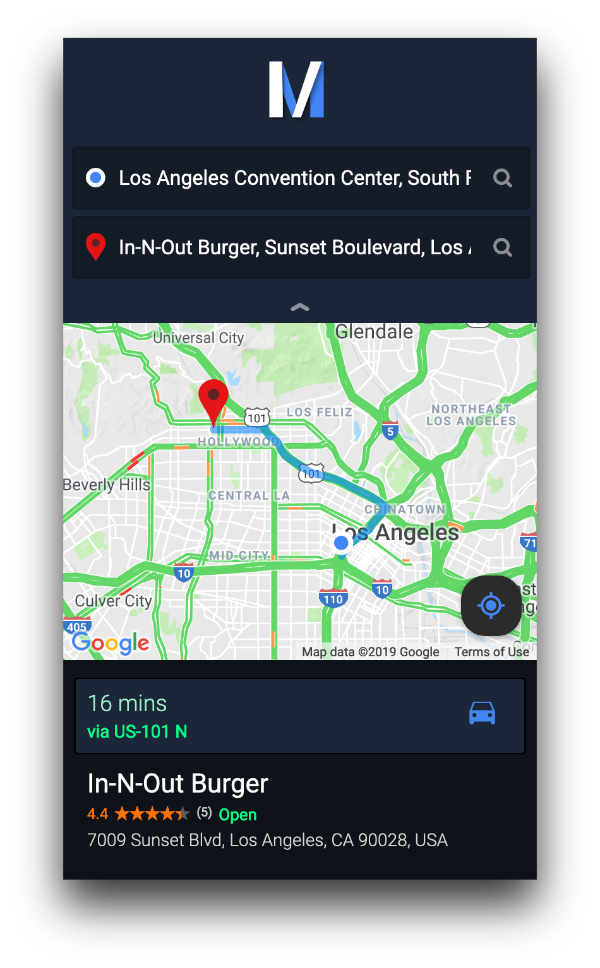 M
Los Angeles Convention Center, South F
In-N-Out Burger, Sunset Boulevard, Los
Universal City
Glendale
101
LOS FELIZ
NORTHEAST
LOS ANGELES
5
HOLLYWOOD
101
Beverly Hills
CENTRAL LA
CHINATOWN
Los Angeles
71
MID-CITY
10
10
110
Culver City
405
Google
Map data ©2019 Google
Terms of Use
16 mins
via US-101 N
In-N-Out Burger
4.4
(5)
Open
7009 Sunset Blvd, Los Angeles, CA 90028, USA